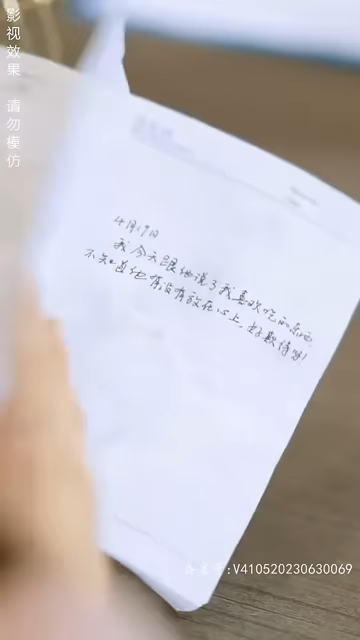 影视效果 请勿模仿
4月19日
我今天跟他说了我喜欢吃的东西
不知道他有没有放在心上,好期待呀!
备案号:V410520230630069